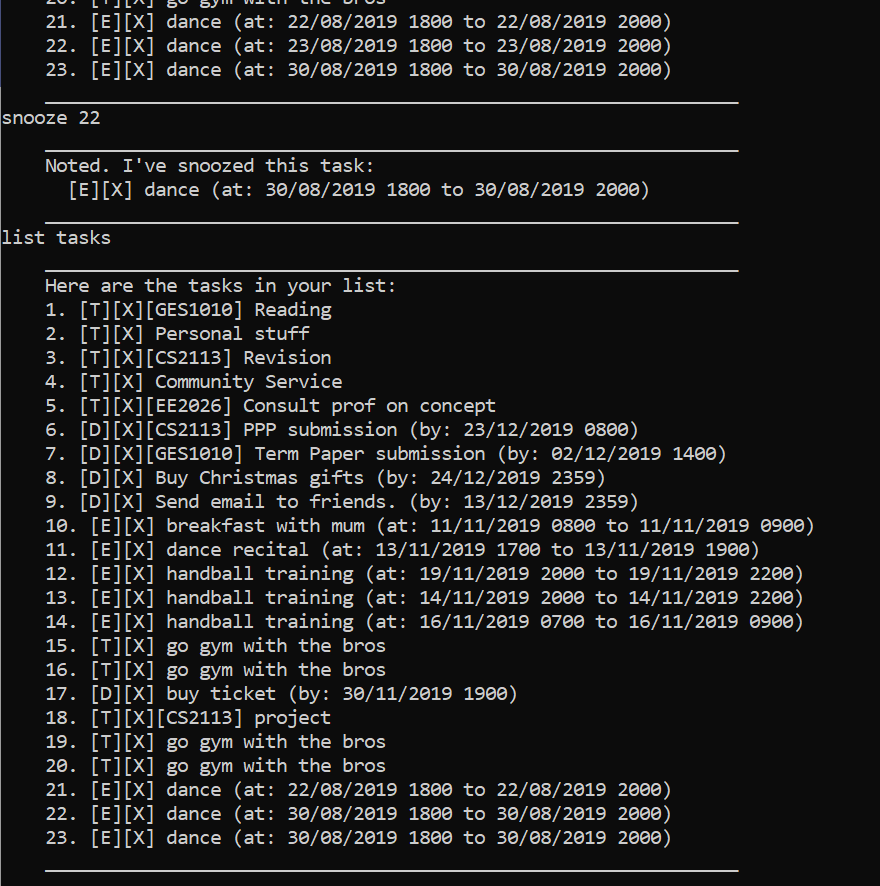 20. [T][X] go gym with the bros
21. [E][X] dance (at: 22/08/2019 1800 to 22/08/2019 2000)
22. [E][X] dance (at: 23/08/2019 1800 to 23/08/2019 2000)
23. [E][X] dance (at: 30/08/2019 1800 to 30/08/2019 2000)
snooze 22
Noted. I've snoozed this task:
[E][X] dance (at: 30/08/2019 1800 to 30/08/2019 2000)
list tasks
Here are the tasks in your list:
1. [T][X][GES1010] Reading
2. [T][X] Personal stuff
3. [T][X][CS2113] Revision
4. [T][X] Community Service
5. [T][X][EE2026] Consult prof on concept
6. [D][X][CS2113] PPP submission (by: 23/12/2019 0800)
7. [D][X][GES1010] Term Paper submission (by: 02/12/2019 1400)
8. [D][X] Buy Christmas gifts (by: 24/12/2019 2359)
9. [D][X] Send email to friends. (by: 13/12/2019 2359)
10. [E][X] breakfast with mum (at: 11/11/2019 0800 to 11/11/2019 0900)
11. [E][X] dance recital (at: 13/11/2019 1700 to 13/11/2019 1900)
12. [E][X] handball training (at: 19/11/2019 2000 to 19/11/2019 2200)
13. [E][X] handball training (at: 14/11/2019 2000 to 14/11/2019 2200)
14. [E][X] handball training (at: 16/11/2019 0700 to 16/11/2019 0900)
15. [T][X] go gym with the bros
16. [T][X] go gym with the bros
17. [D][X] buy ticket (by: 30/11/2019 1900)
18. [T][X][CS2113] project
19. [T][X] go gym with the bros
20. [T][X] go gym with the bros
21. [E][X] dance (at: 22/08/2019 1800 to 22/08/2019 2000)
22. [E][X] dance (at: 30/08/2019 1800 to 30/08/2019 2000)
23. [E][X] dance (at: 30/08/2019 1800 to 30/08/2019 2000)